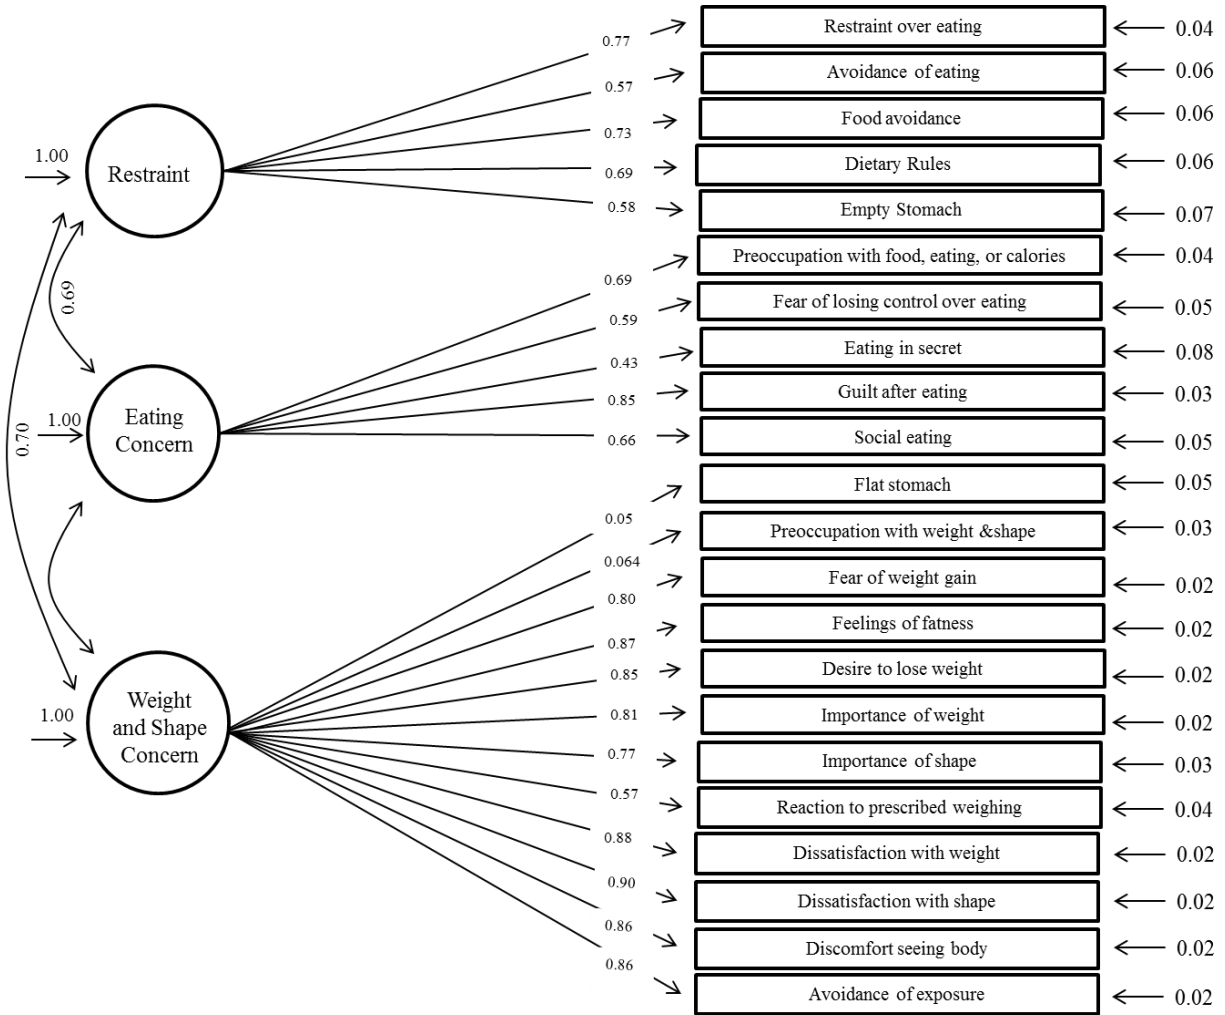 Restraint over eating
0.04
0.77
Avoidance of eating
0.06
0.57
Food avoidance
0.06
0.73
1.00
Restraint
Dietary Rules
0.06
0.69
Empty Stomach
0.07
0.58
Preoccupation with food, eating, or calories
0.04
0.69
0.69
Fear of losing control over eating
0.05
0.59
Eating in secret
0.08
0.43
Guilt after eating
0.03
0.85
1.00
Eating
Concern
0.70
Social eating
0.05
0.66
Flat stomach
0.05
0.05
Preoccupation with weight &shape
0.03
0.064
Fear of weight gain
0.02
0.80
Feelings of fatness
0.02
0.87
Desire to lose weight
0.02
0.85
1.00
Weight
and Shape
Concern
Importance of weight
0.02
0.81
Importance of shape
0.03
0.77
Reaction to prescribed weighing
0.04
0.57
Dissatisfaction with weight
0.02
0.88
Dissatisfaction with shape
0.02
0.90
Discomfort seeing body
0.02
0.86
Avoidance of exposure
0.02
0.86